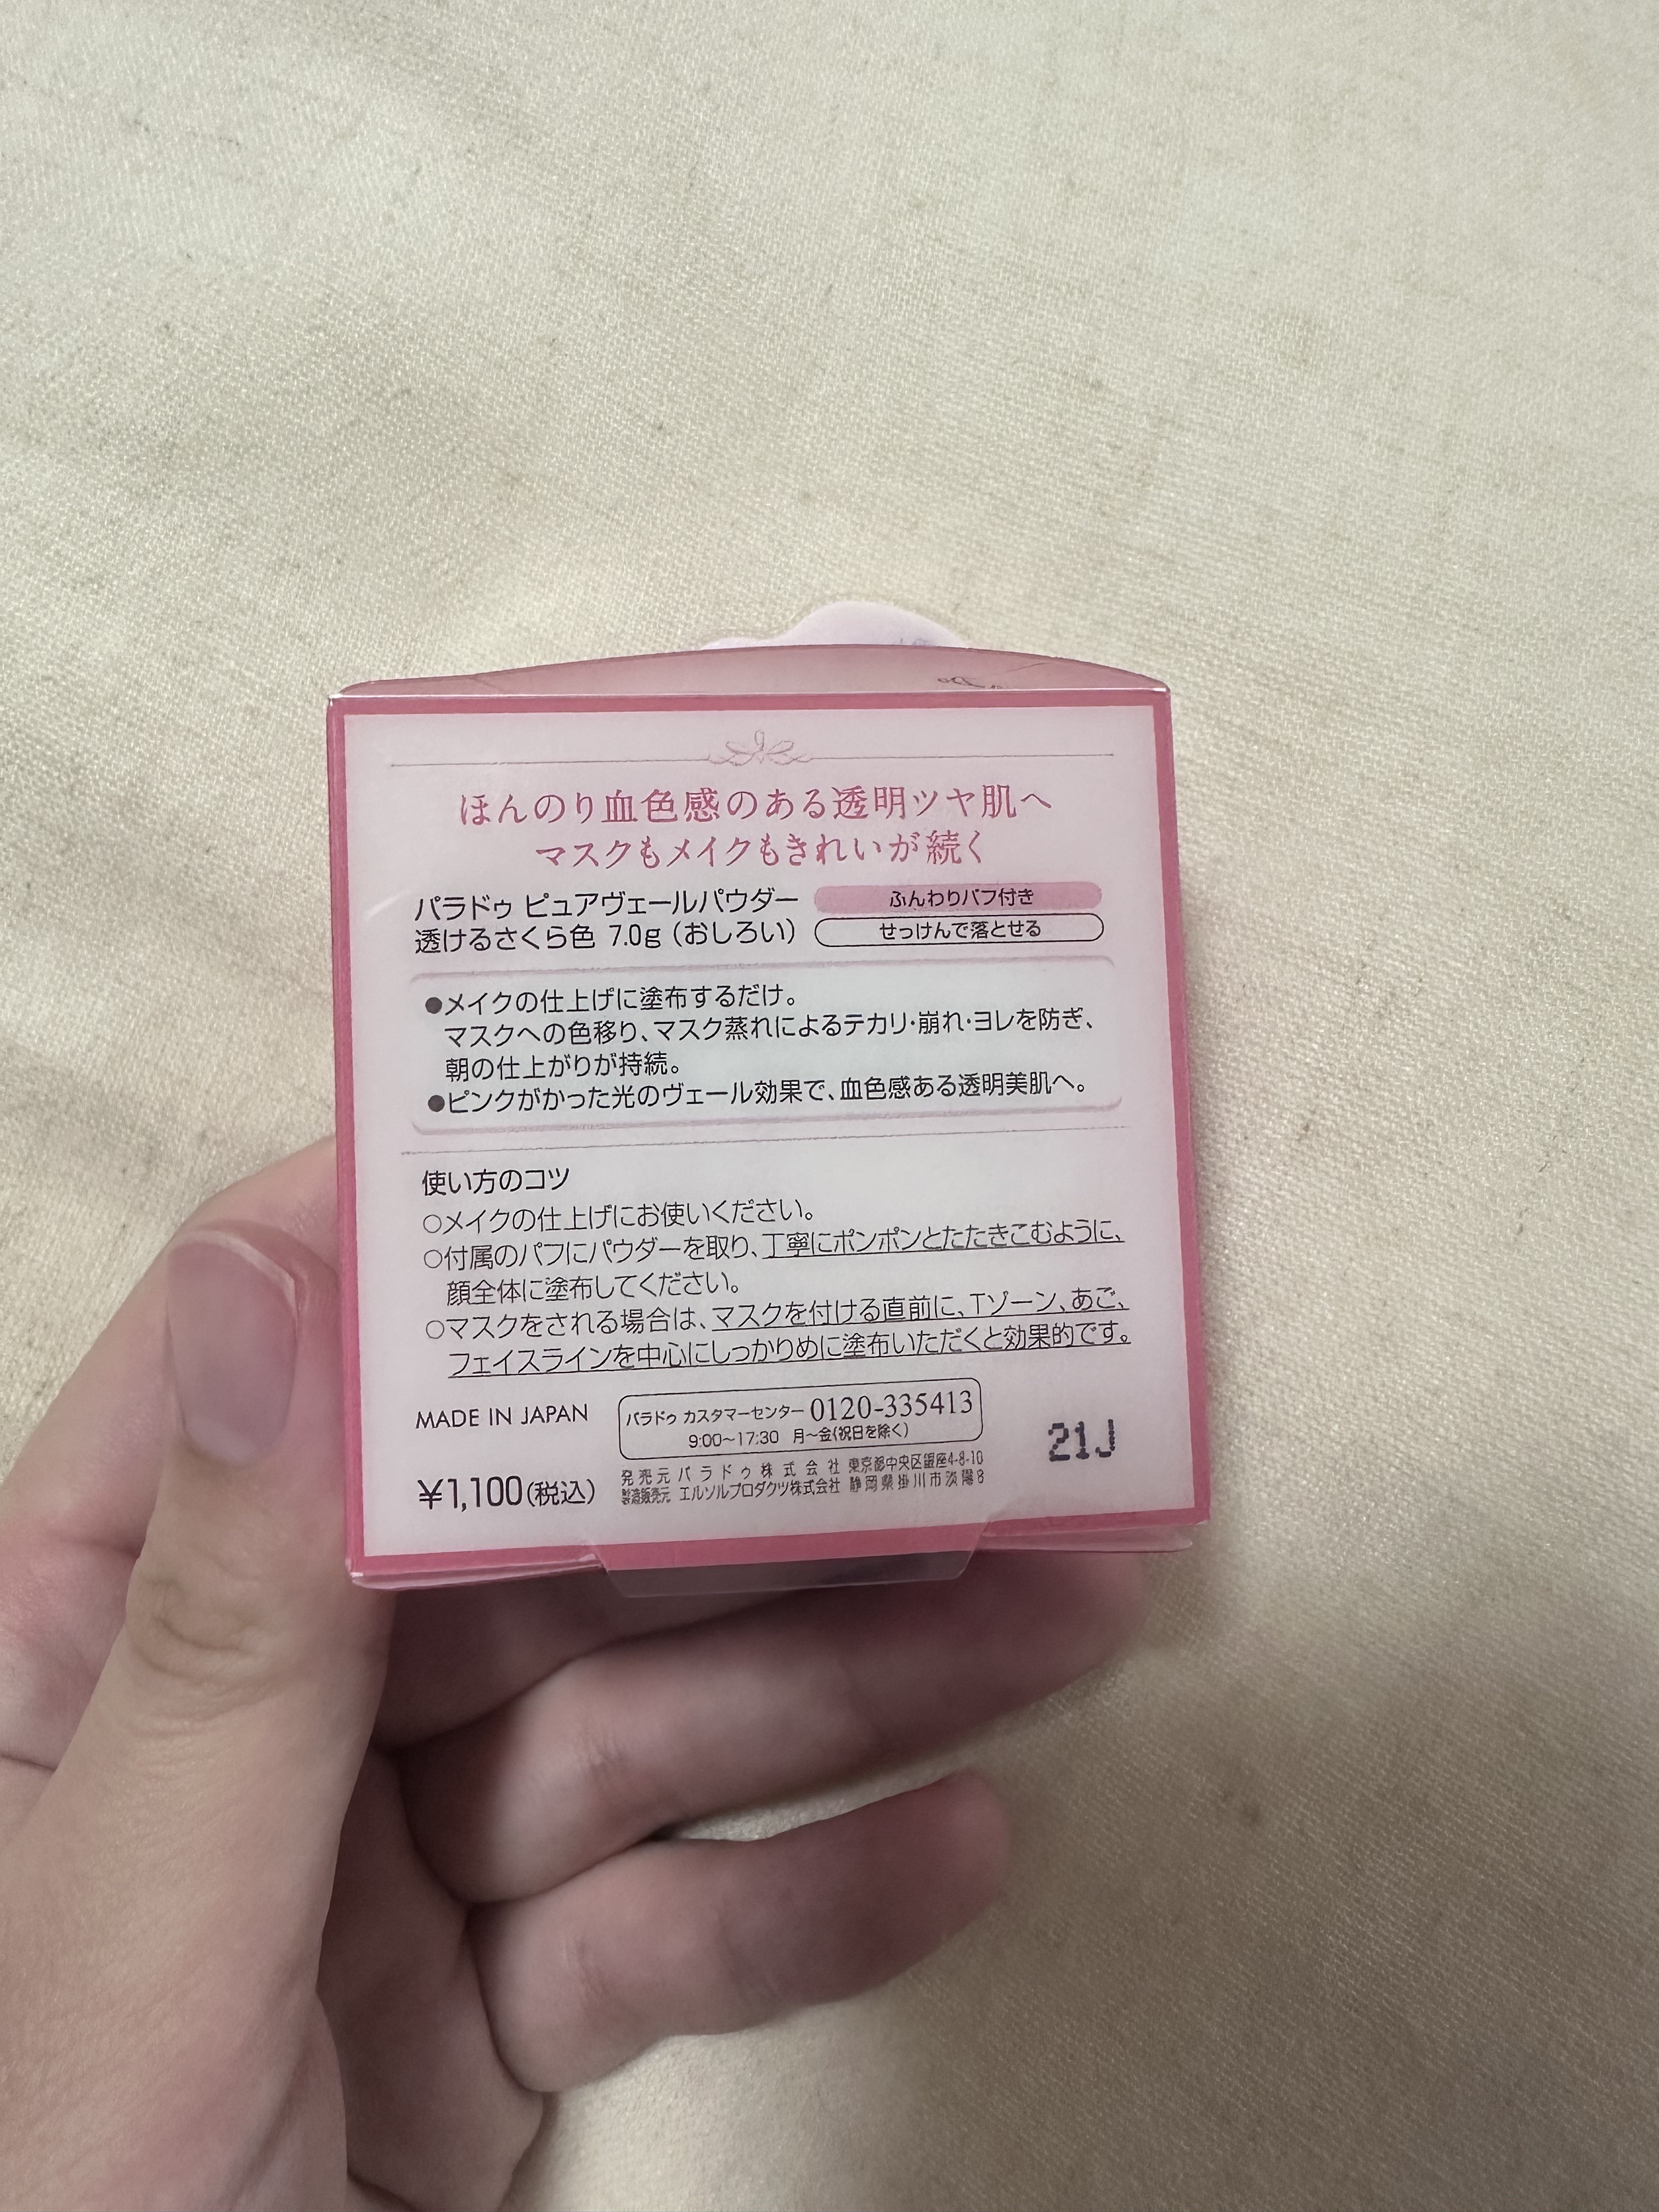 ほんのり血色感のある透明ツヤ肌へ
マスクもメイクもきれいが続く
パラドゥ ピュアヴェールパウダー
透けるさくら色 7.0g（おしろい）
ふんわりパフ付き
せっけんで落とせる
●メイクの仕上げに塗布するだけ。
マスクへの色移り、マスク蒸れによるテカリ・崩れ・ヨレを防ぎ、
朝の仕上がりが持続。
●ピンクがかった光のヴェール効果で、血色感ある透明美肌へ。
使い方のコツ
○メイクの仕上げにお使いください。
○付属のパフにパウダーを取り、丁寧にポンポンとたたきこむように、
顔全体に塗布してください。
○マスクをされる場合は、マスクを付ける直前に、Tゾーン、あご、
フェイスラインを中心にしっかりめに塗布いただくと効果的です。
MADE IN JAPAN
¥1,100(税込)
パラドゥ カスタマーセンター 0120-335413
9:00～17:30 月～金(祝日を除く)
発売元 パラドゥ株式会社 東京都中央区銀座4-8-10
製造販売元 エルソルプロダクツ株式会社 静岡県掛川市淡陽8
21J